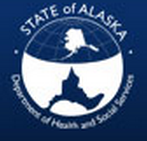 STATE of ALASKA
Department of Health and Social Services